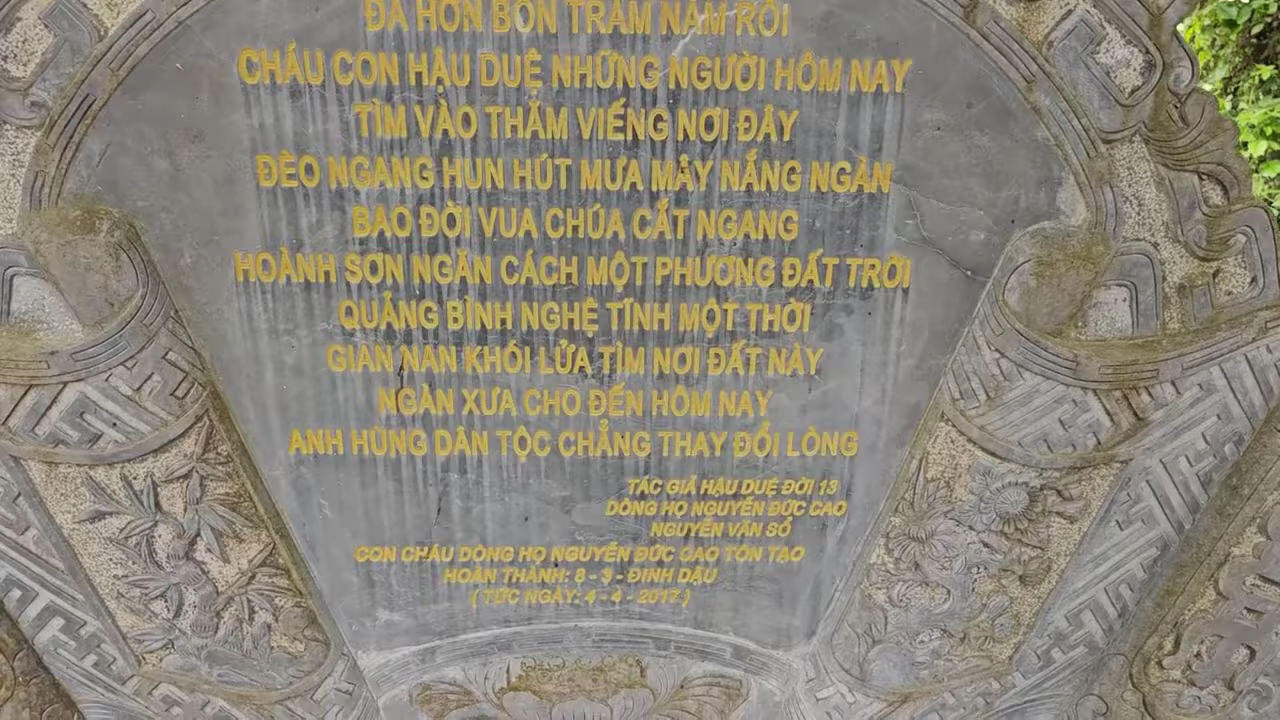 ĐÃ HƠN BỐN TRĂM NĂM RỒI
CHÁU CON HẬU DUỆ NHỮNG NGƯỜI HÔM NAY
TÌM VÀO THĂM VIẾNG NƠI ĐÂY
ĐÈO NGANG HUN HÚT MƯA MÂY NẮNG NGÀN
BAO ĐỜI VUA CHÚA CẮT NGANG
HOÀNH SƠN NGĂN CÁCH MỘT PHƯƠNG ĐẤT TRỜI
QUẢNG BÌNH NGHỆ TĨNH MỘT THỜI
GIAN NAN KHÓI LỬA TÌM NƠI ĐẤT NÀY
NGÀN XƯA CHO ĐẾN HÔM NAY
ANH HÙNG DÂN TỘC CHẲNG THAY ĐỔI LÒNG
TÁC GIẢ HẬU DUỆ ĐỜI 13
DÒNG HỌ NGUYỄN ĐỨC CAO
NGUYỄN VĂN SỔ
CON CHÁU DÒNG HỌ NGUYỄN ĐỨC CAO TÔN TẠO
HOÀN THÀNH: 8 - 3 - ĐINH DẬU
( TỨC NGÀY: 4 - 4 - 2017 )